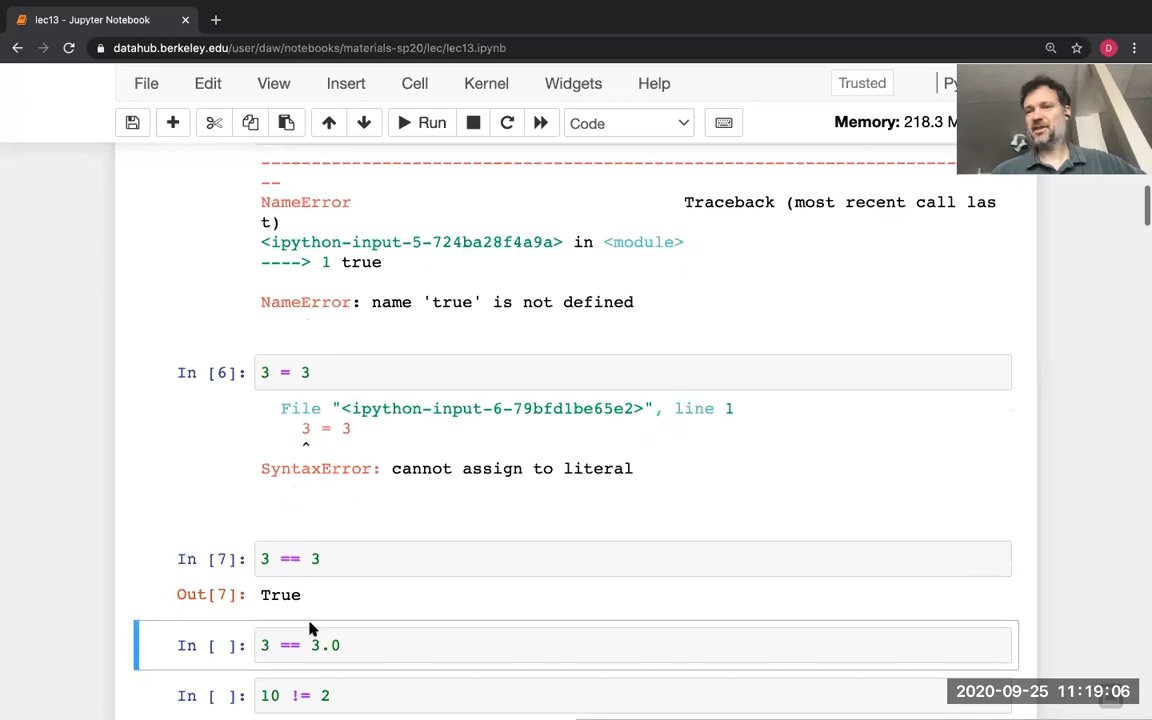 lec13 - Jupyter Notebook
datahub.berkeley.edu/user/daw/notebooks/materials-sp20/lec/lec13.ipynb
D
File Edit View Insert Cell Kernel Widgets Help Trusted
Run Code Memory: 218.3 M
--
NameError Traceback (most recent call las
t)
<ipython-input-5-724ba28f4a9a> in <module>
----> 1 true
NameError: name 'true' is not defined
In [6]: 3 = 3
File "<ipython-input-6-79bfd1be65e2>", line 1
3 = 3
^
SyntaxError: cannot assign to literal
In [7]: 3 == 3
Out[7]: True
In [ ]: 3 == 3.0
In [ ]: 10 != 2
2020-09-25 11:19:06